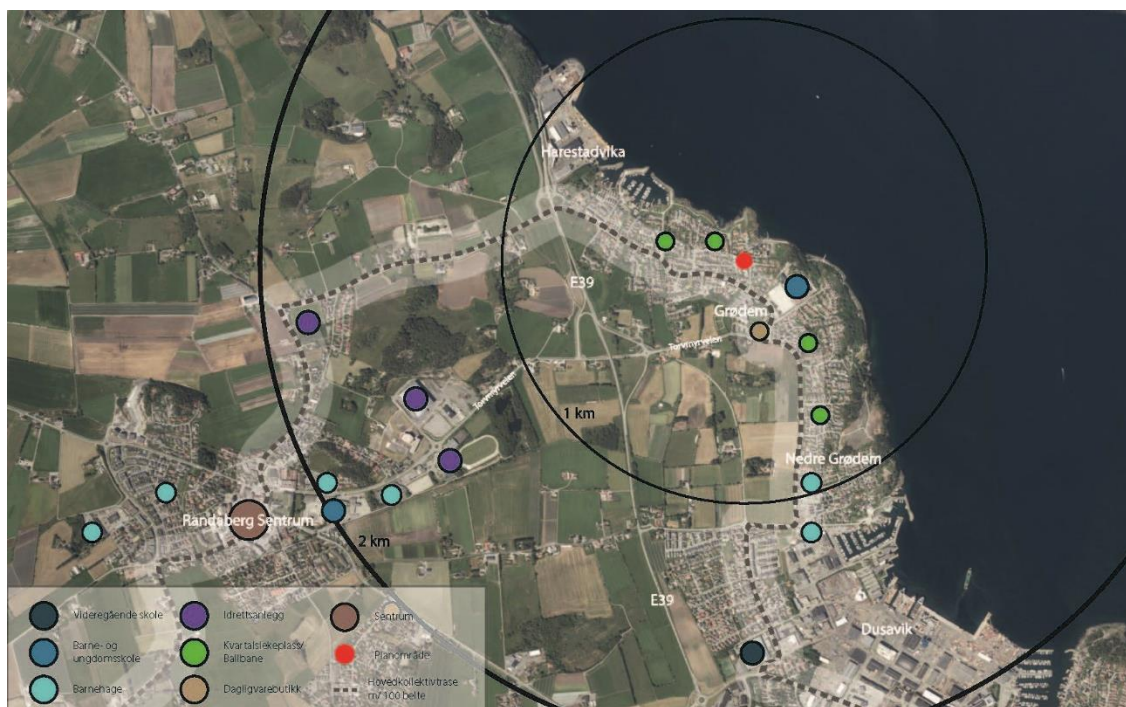 Harestadvika
E39
Grødem
Torvmyrveien
Torvmyrveien
1 km
Nedre Grødem
Randaberg Sentrum
2 km
E39
Dusavik
Videregående skole
Idrettsanlegg
Sentrum
Barne- og
ungdomsskole
Kvartalslekeplass/
Ballbane
Planområde
Barnehage
Dagligvarebutikk
Hovedkollektivtrase
m/ 100 belte